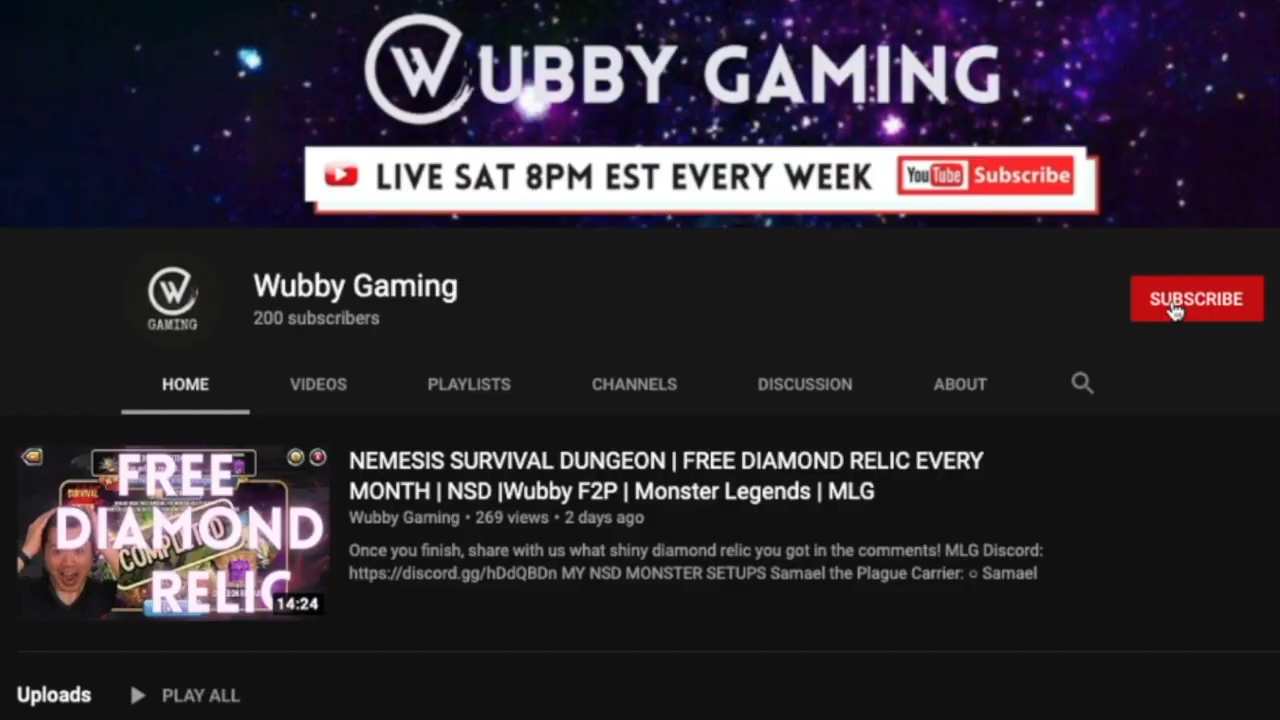 WUBBY GAMING
LIVE SAT 8PM EST EVERY WEEK YouTube Subscribe
W
GAMING
Wubby Gaming
200 subscribers
SUBSCRIBE
HOME VIDEOS PLAYLISTS CHANNELS DISCUSSION ABOUT
FREE
DIAMOND
RELIC
COMPLETED
SURVIVAL
14:24
NEMESIS SURVIVAL DUNGEON | FREE DIAMOND RELIC EVERY
MONTH | NSD |Wubby F2P | Monster Legends | MLG
Wubby Gaming • 269 views • 2 days ago
Once you finish, share with us what shiny diamond relic you got in the comments! MLG Discord:
https://discord.gg/hDdQBDn MY NSD MONSTER SETUPS Samael the Plague Carrier: ○ Samael
Uploads PLAY ALL